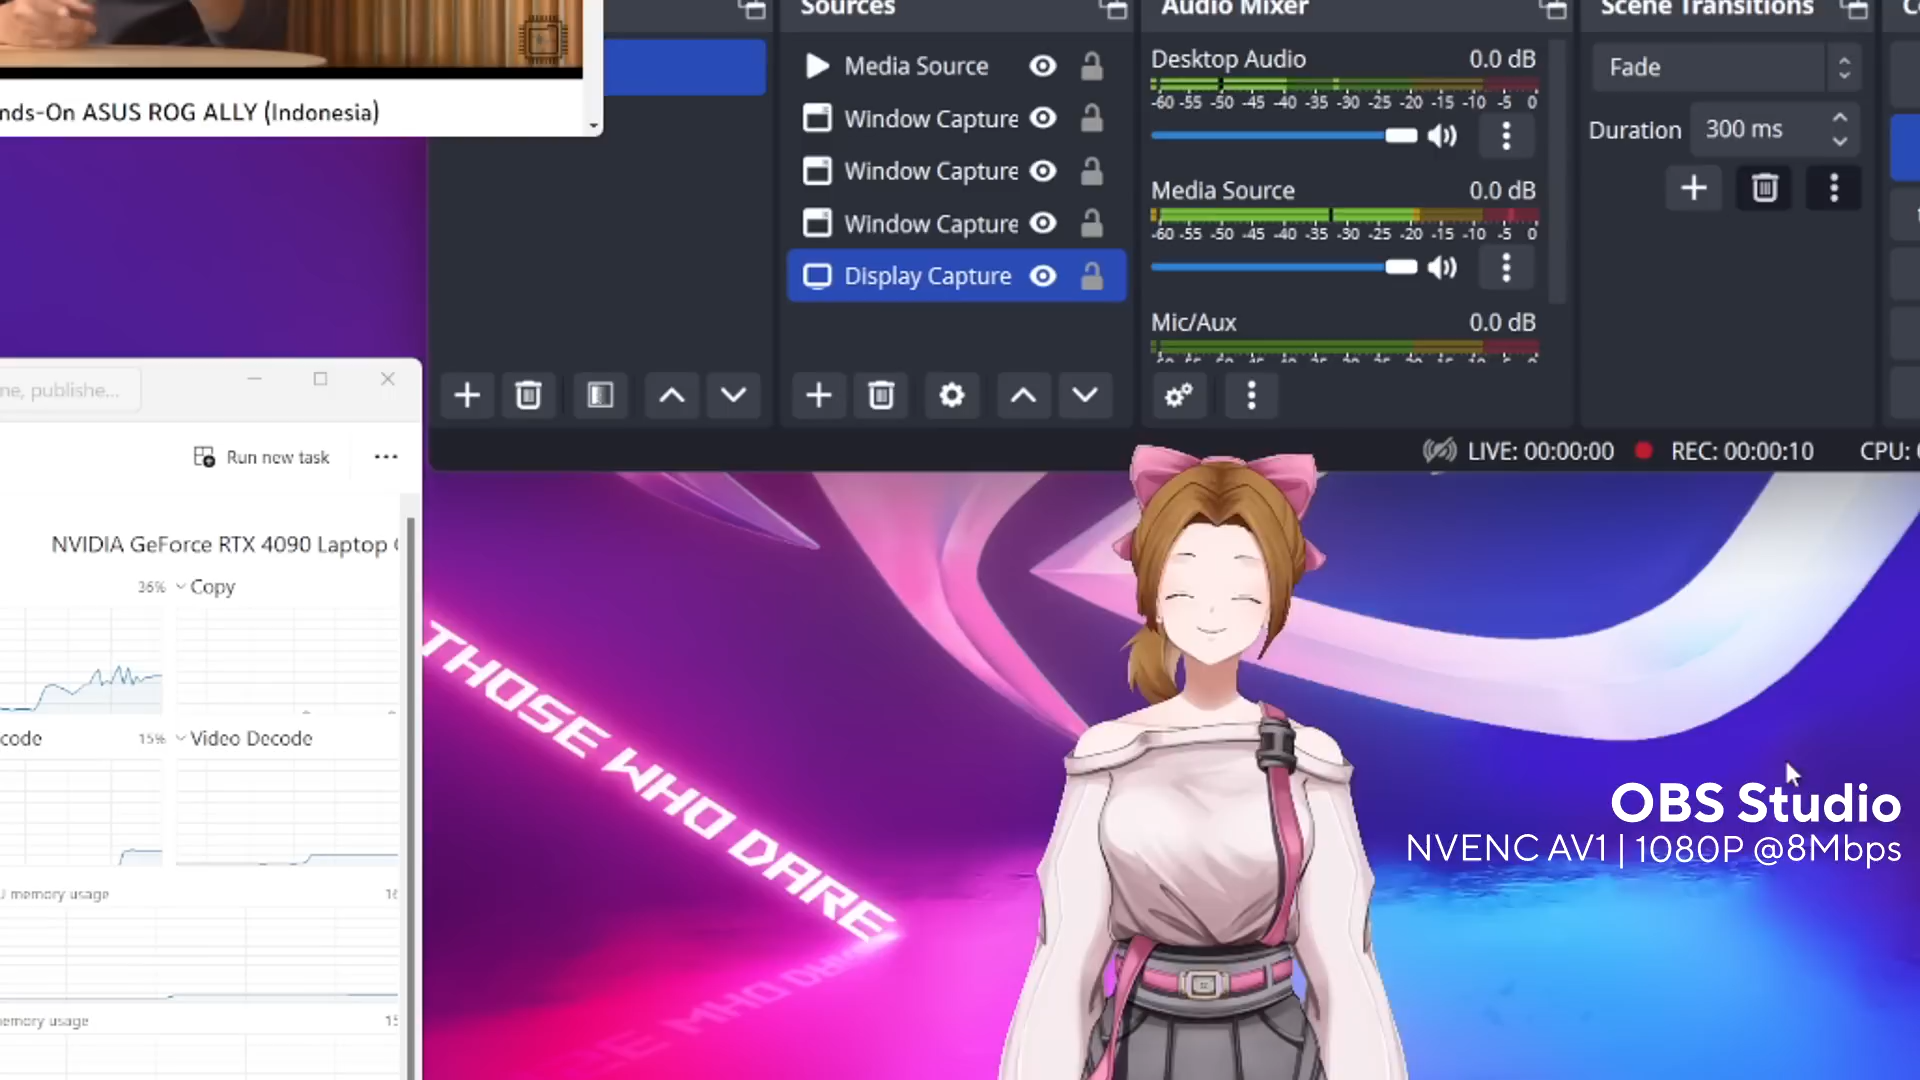 Sources
Audio Mixer
Scene Transitions
nds-On ASUS ROG ALLY (Indonesia)
Media Source
Window Capture
Window Capture
Window Capture
Display Capture
Desktop Audio 0.0 dB
-60 -55 -50 -45 -40 -35 -30 -25 -20 -15 -10 -5 0
Media Source 0.0 dB
-60 -55 -50 -45 -40 -35 -30 -25 -20 -15 -10 -5 0
Mic/Aux 0.0 dB
Fade
Duration 300 ms
LIVE: 00:00:00 REC: 00:00:10 CPU:
ne, publishe...
Run new task
NVIDIA GeForce RTX 4090 Laptop
36% Copy
code 15% Video Decode
memory usage 1
emory usage 1
THOSE WHO DARE
OBS Studio
NVENC AV1 | 1080P @8Mbps